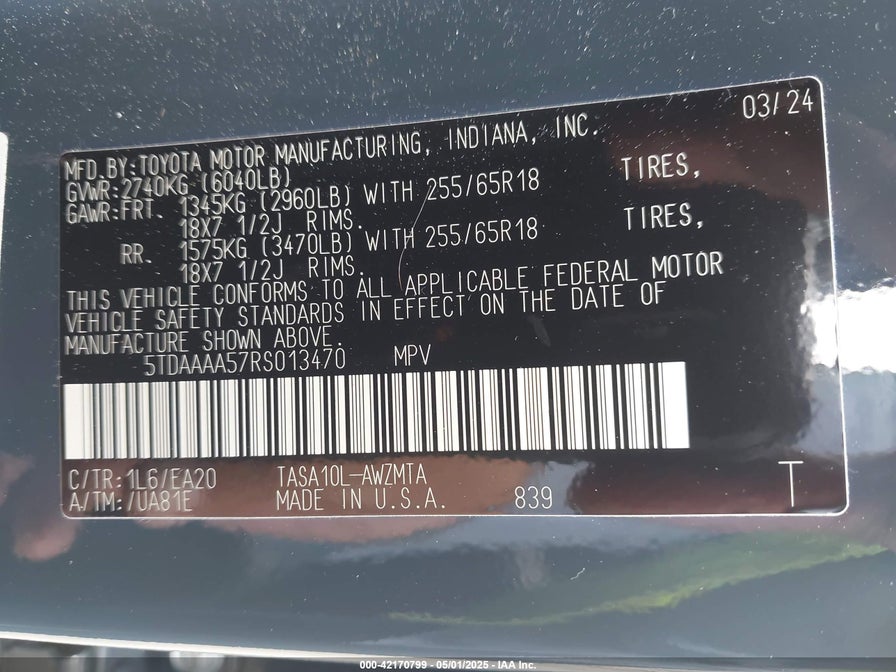 03/24
MFD.BY:TOYOTA MOTOR MANUFACTURING, INDIANA, INC.
GVWR:2740KG (6040LB)
GAWR:FRT. 1345KG (2960LB) WITH 255/65R18 TIRES,
18X7 1/2J RIMS.
RR. 1575KG (3470LB) WITH 255/65R18 TIRES,
18X7 1/2J RIMS.
THIS VEHICLE CONFORMS TO ALL APPLICABLE FEDERAL MOTOR
VEHICLE SAFETY STANDARDS IN EFFECT ON THE DATE OF
MANUFACTURE SHOWN ABOVE.
5TDAAAA57RS013470 MPV
C/TR:1L6/EA20 TASA10L-AWZMTA
A/TM:/UA81E MADE IN U.S.A. 839 T
000-42170799 - 05/01/2025 - IAA Inc.